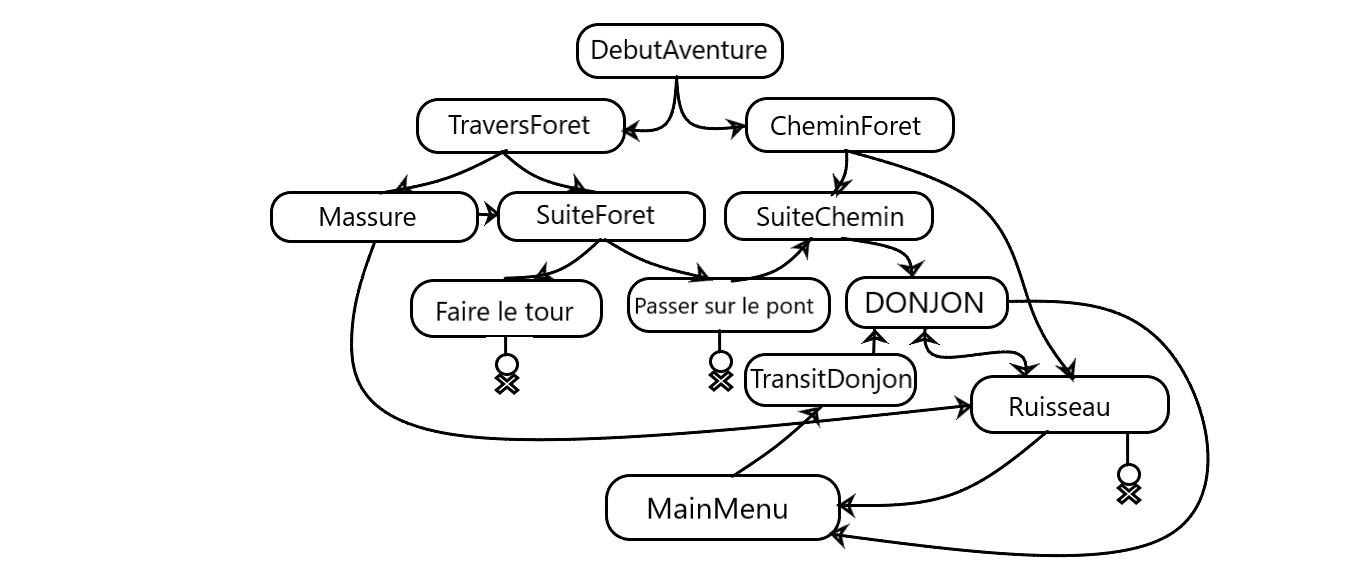 DebutAventure
TraversForet
CheminForet
Massure
SuiteForet
SuiteChemin
Faire le tour
Passer sur le pont
DONJON
TransitDonjon
Ruisseau
MainMenu